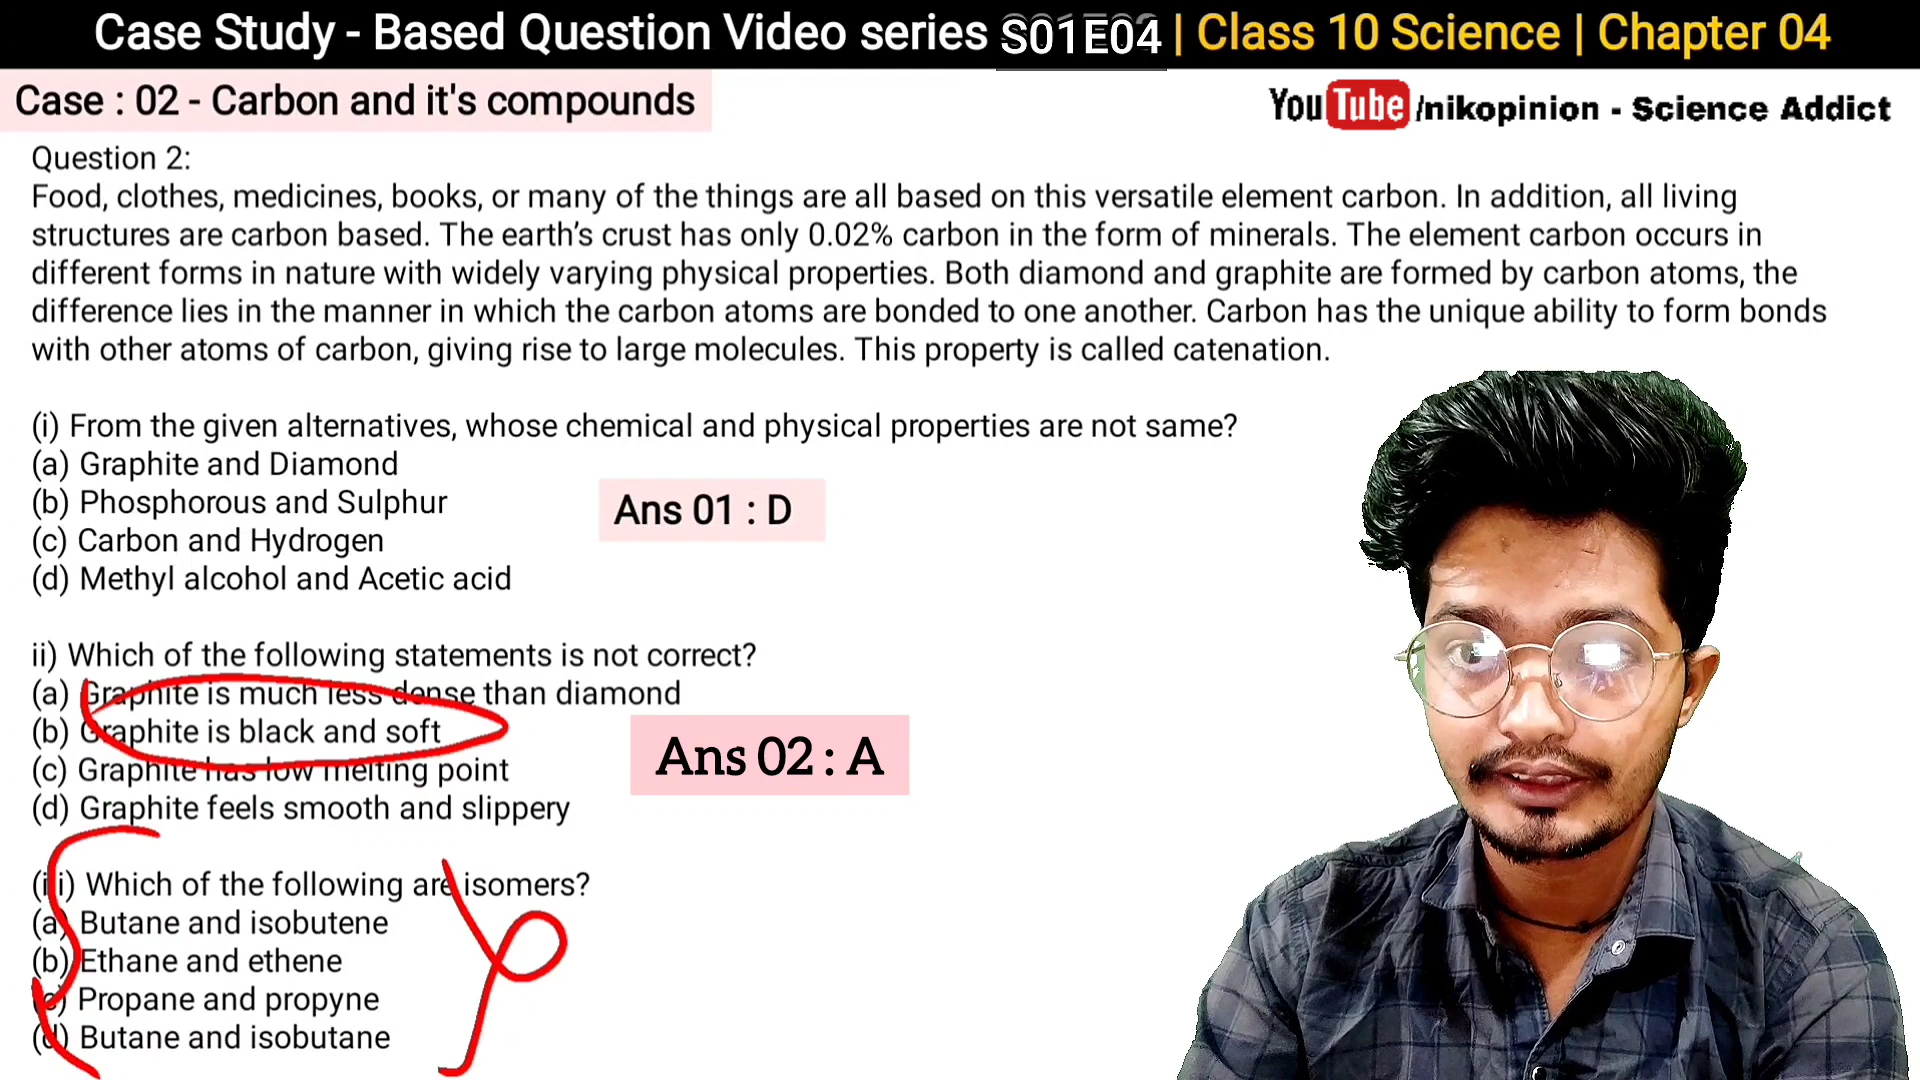 Case Study - Based Question Video series S01E04 | Class 10 Science | Chapter 04
Case : 02 - Carbon and it's compounds
YouTube /nikopinion - Science Addict
Question 2:
Food, clothes, medicines, books, or many of the things are all based on this versatile element carbon. In addition, all living
structures are carbon based. The earth’s crust has only 0.02% carbon in the form of minerals. The element carbon occurs in
different forms in nature with widely varying physical properties. Both diamond and graphite are formed by carbon atoms, the
difference lies in the manner in which the carbon atoms are bonded to one another. Carbon has the unique ability to form bonds
with other atoms of carbon, giving rise to large molecules. This property is called catenation.
(i) From the given alternatives, whose chemical and physical properties are not same?
(a) Graphite and Diamond
(b) Phosphorous and Sulphur
(c) Carbon and Hydrogen
(d) Methyl alcohol and Acetic acid
Ans 01 : D
ii) Which of the following statements is not correct?
(a) Graphite is much less dense than diamond
(b) Graphite is black and soft
(c) Graphite has low melting point
(d) Graphite feels smooth and slippery
Ans 02 : A
(iii) Which of the following are isomers?
(a) Butane and isobutene
(b) Ethane and ethene
(c) Propane and propyne
(d) Butane and isobutane